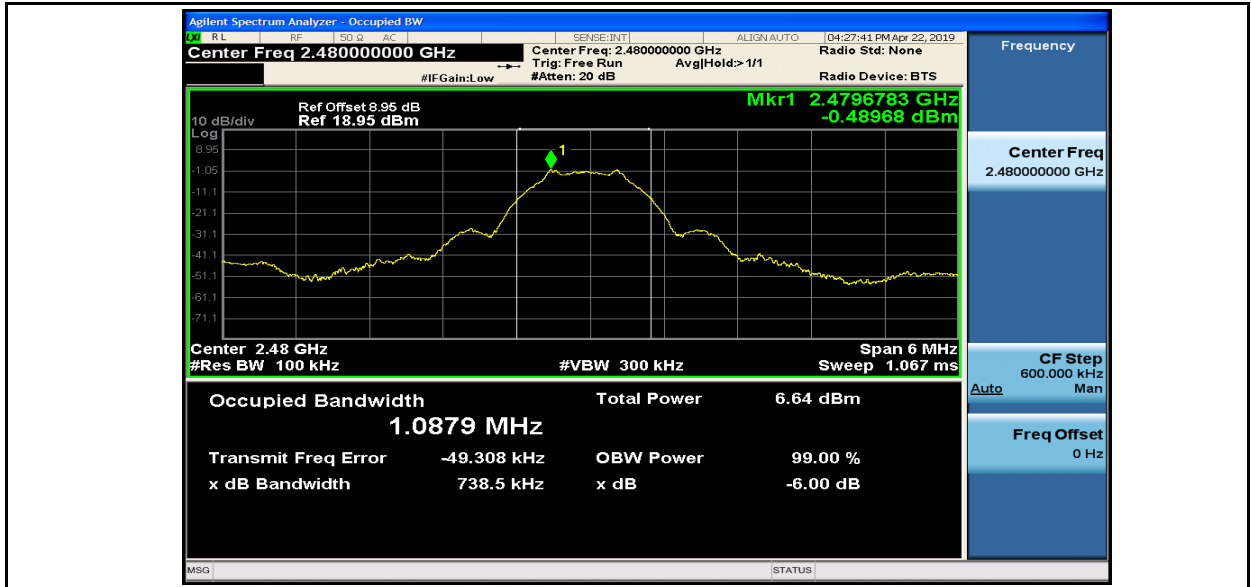 Agilent Spectrum Analyzer - Occupied BW
LXI RL RF 50 Ω AC SENSE:INT ALIGN AUTO 04:27:41 PM Apr 22, 2019
Center Freq 2.480000000 GHz
Center Freq: 2.480000000 GHz
Radio Std: None
Trig: Free Run Avg|Hold:>1/1
#IFGain:Low
#Atten: 20 dB
Radio Device: BTS
Frequency
Mkr1 2.4796783 GHz
-0.48968 dBm
Ref Offset 8.95 dB
10 dB/div Ref 18.95 dBm
Log
8.95
-1.05
-11.1
-21.1
-31.1
-41.1
-51.1
-61.1
-71.1
1
Center 2.48 GHz
Span 6 MHz
#Res BW 100 kHz
#VBW 300 kHz
Sweep 1.067 ms
Occupied Bandwidth
1.0879 MHz
Total Power 6.64 dBm
Transmit Freq Error -49.308 kHz
OBW Power 99.00 %
x dB Bandwidth 738.5 kHz
x dB -6.00 dB
Center Freq
2.480000000 GHz
CF Step
600.000 kHz
Auto Man
Freq Offset
0 Hz
MSG
STATUS